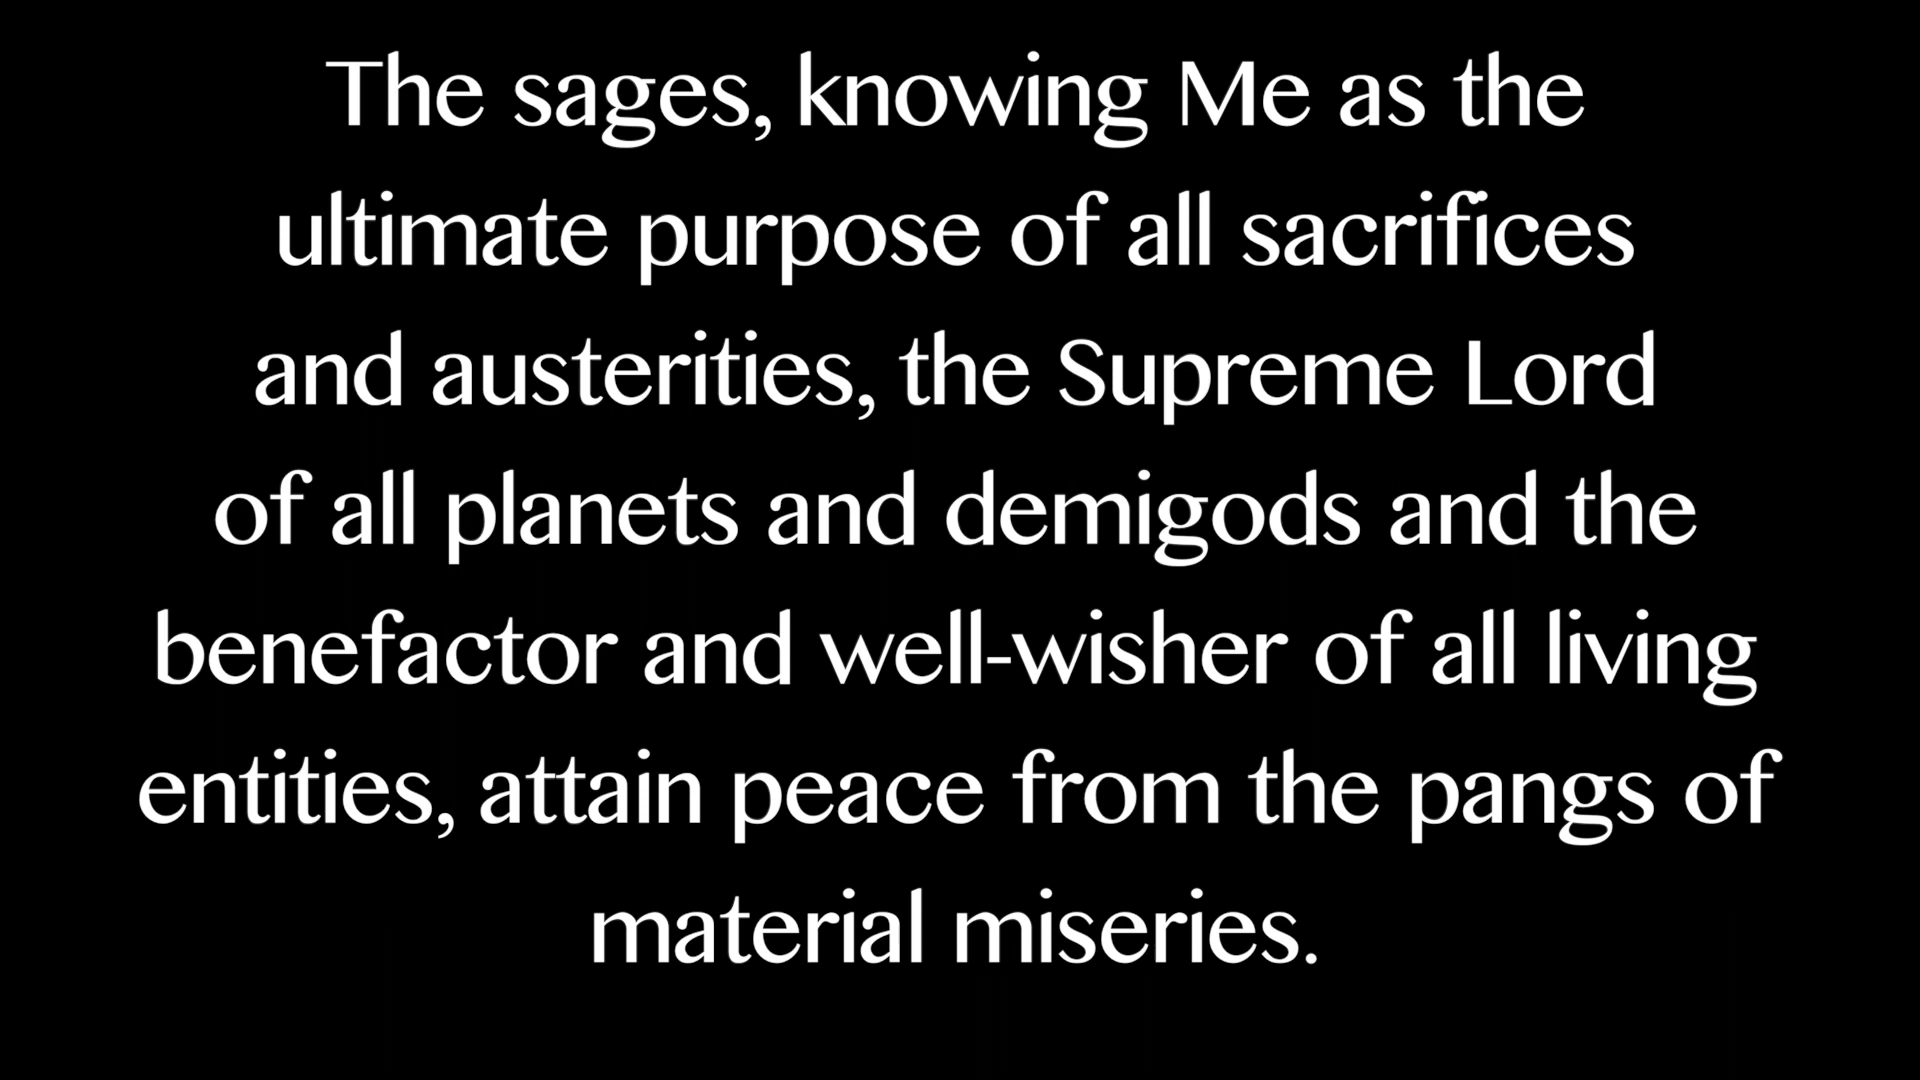 The sages, knowing Me as the
ultimate purpose of all sacrifices
and austerities, the Supreme Lord
of all planets and demigods and the
benefactor and well-wisher of all living
entities, attain peace from the pangs of
material miseries.